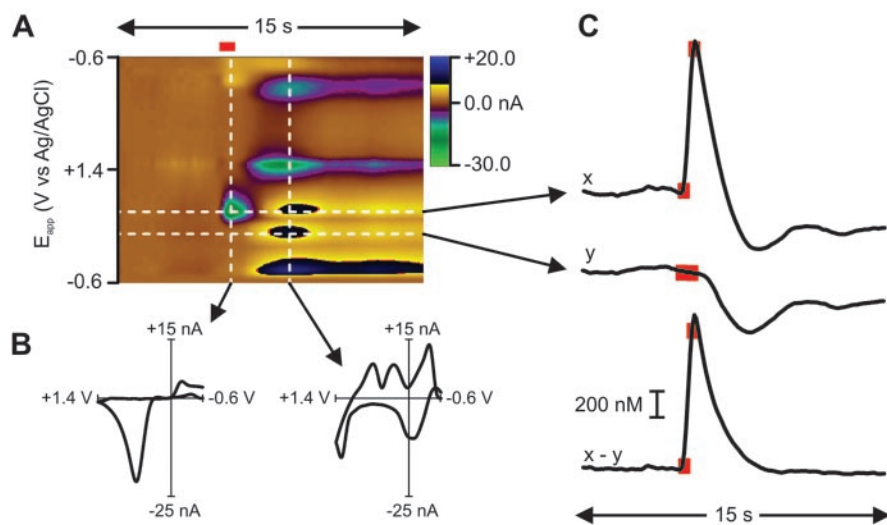 A
15 s
-0.6
+1.4
-0.6
E_app (V vs Ag/AgCl)
+20.0
0.0 nA
-30.0
B
+15 nA
+1.4 V
-0.6 V
-25 nA
+15 nA
+1.4 V
-0.6 V
-25 nA
C
x
y
200 nM
x - y
15 s